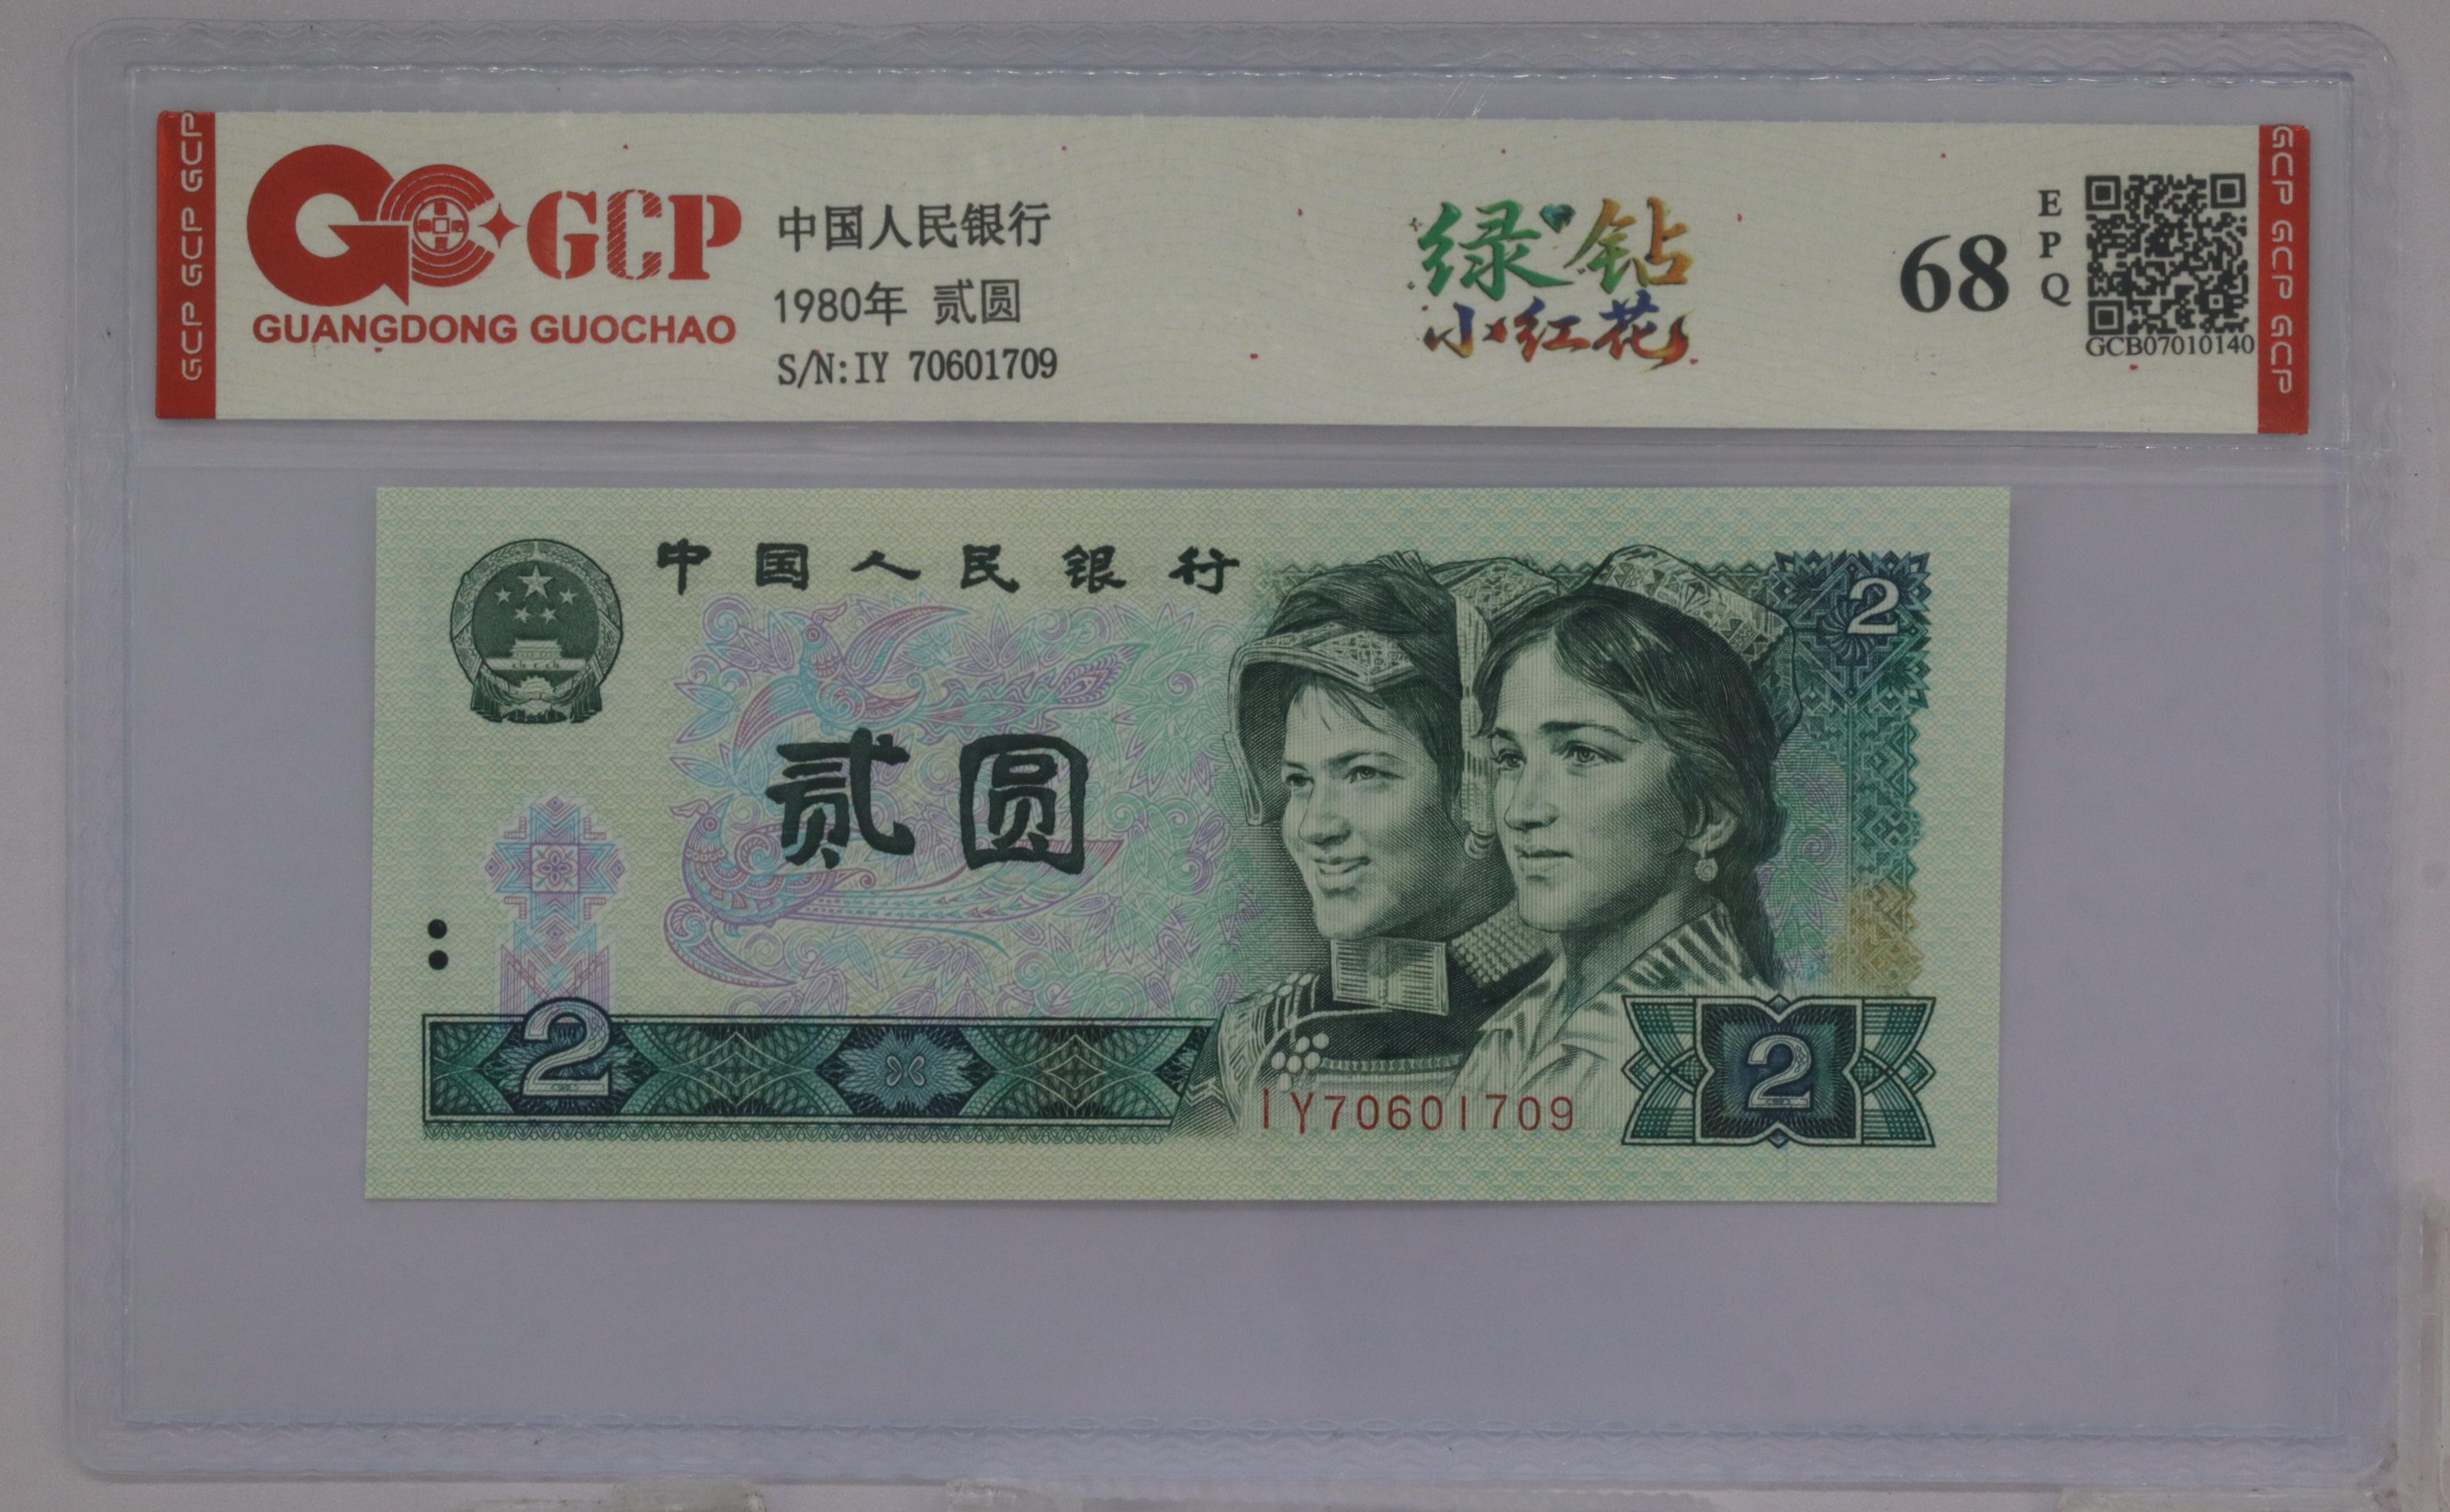 GCP GCP GCP
GCP
GUANGDONG GUOCHAO
中国人民银行
1980年 贰圆
S/N:IY 70601709
绿钻
小红花
68
EPQ
GCB07010140
GCP GCP GCP
中国人民银行
2
贰圆
2
IY70601709
2